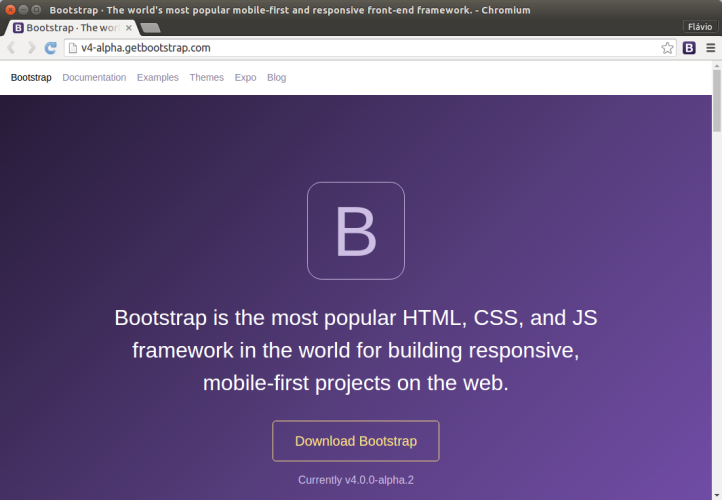 Bootstrap · The world's most popular mobile-first and responsive front-end framework. - Chromium
B Bootstrap · The wor
Flávio
v4-alpha.getbootstrap.com
B
Bootstrap Documentation Examples Themes Expo Blog
B
Bootstrap is the most popular HTML, CSS, and JS
framework in the world for building responsive,
mobile-first projects on the web.
Download Bootstrap
Currently v4.0.0-alpha.2